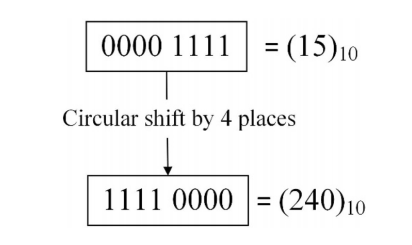 0000 1111 = (15)₁₀
Circular shift by 4 places
1111 0000 = (240)₁₀